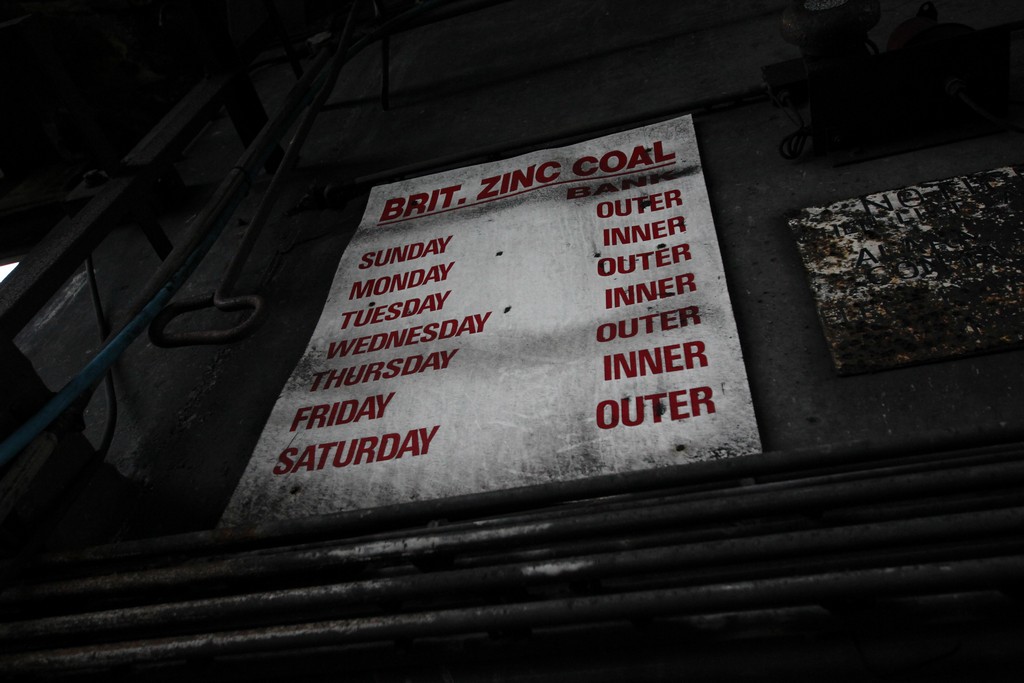 BRIT. ZINC COAL
BANK
SUNDAY OUTER
MONDAY INNER
TUESDAY OUTER
WEDNESDAY INNER
THURSDAY OUTER
FRIDAY INNER
SATURDAY OUTER